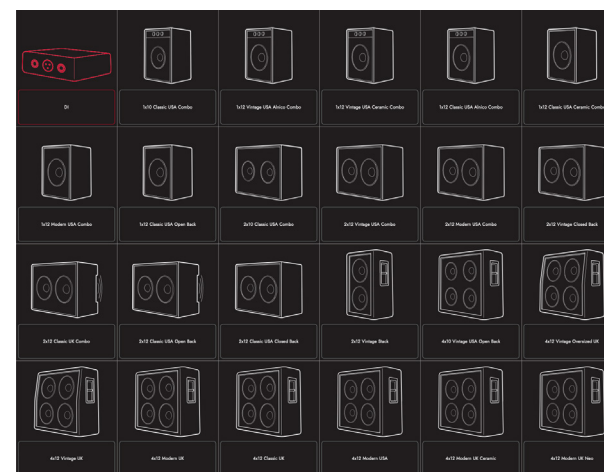 DI
1x10 Classic USA Combo
1x12 Vintage USA Alnico Combo
1x12 Vintage USA Ceramic Combo
1x12 Classic USA Alnico Combo
1x12 Classic USA Ceramic Combo
1x12 Modern USA Combo
1x12 Classic USA Open Back
2x10 Classic USA Combo
2x12 Vintage USA Combo
2x12 Modern USA Combo
2x12 Vintage Closed Back
2x12 Classic UK Combo
2x12 Classic USA Open Back
2x12 Classic USA Closed Back
2x12 Vintage Stack
4x10 Vintage USA Open Back
4x12 Vintage Oversized UK
4x12 Vintage UK
4x12 Modern UK
4x12 Classic UK
4x12 Modern USA
4x12 Modern UK Ceramic
4x12 Modern UK Neo